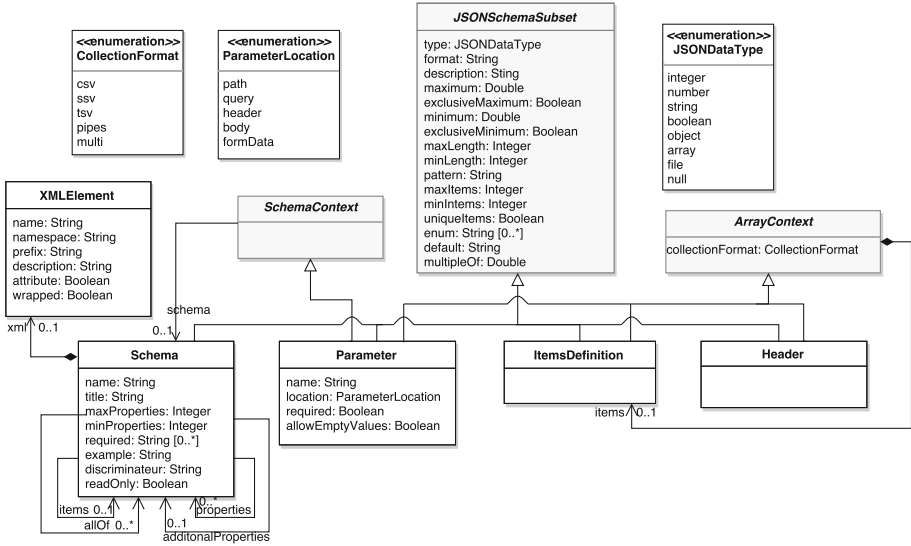 <<enumeration>>
CollectionFormat
csv
ssv
tsv
pipes
multi
<<enumeration>>
ParameterLocation
path
query
header
body
formData
JSONSchemaSubset
type: JSONDataType
format: String
description: Sting
maximum: Double
exclusiveMaximum: Boolean
minimum: Double
exclusiveMinimum: Boolean
maxLength: Integer
minLength: Integer
pattern: String
maxItems: Integer
minIntems: Integer
uniqueItems: Boolean
enum: String [0..*]
default: String
multipleOf: Double
<<enumeration>>
JSONDataType
integer
number
string
boolean
object
array
file
null
XMLElement
name: String
namespace: String
prefix: String
description: String
attribute: Boolean
wrapped: Boolean
SchemaContext
ArrayContext
collectionFormat: CollectionFormat
schema
0..1
xml
0..1
Schema
name: String
title: String
maxProperties: Integer
minProperties: Integer
required: String [0..*]
example: String
discriminateur: String
readOnly: Boolean
Parameter
name: String
location: ParameterLocation
required: Boolean
allowEmptyValues: Boolean
ItemsDefinition
Header
items
0..1
items 0..1
0..*
properties
allOf 0..*
0..1
additonalProperties